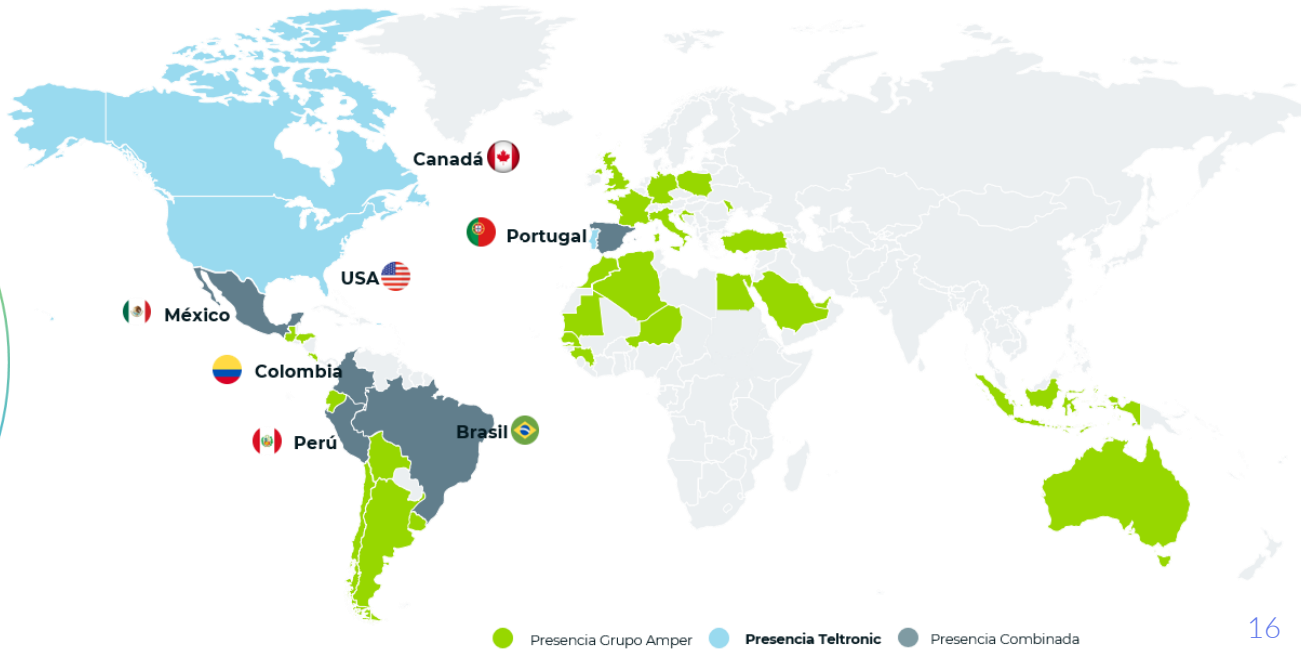 Canadá
Portugal
USA
México
Colombia
Brasil
Perú
Presencia Grupo Amper
Presencia Teltronic
Presencia Combinada
16